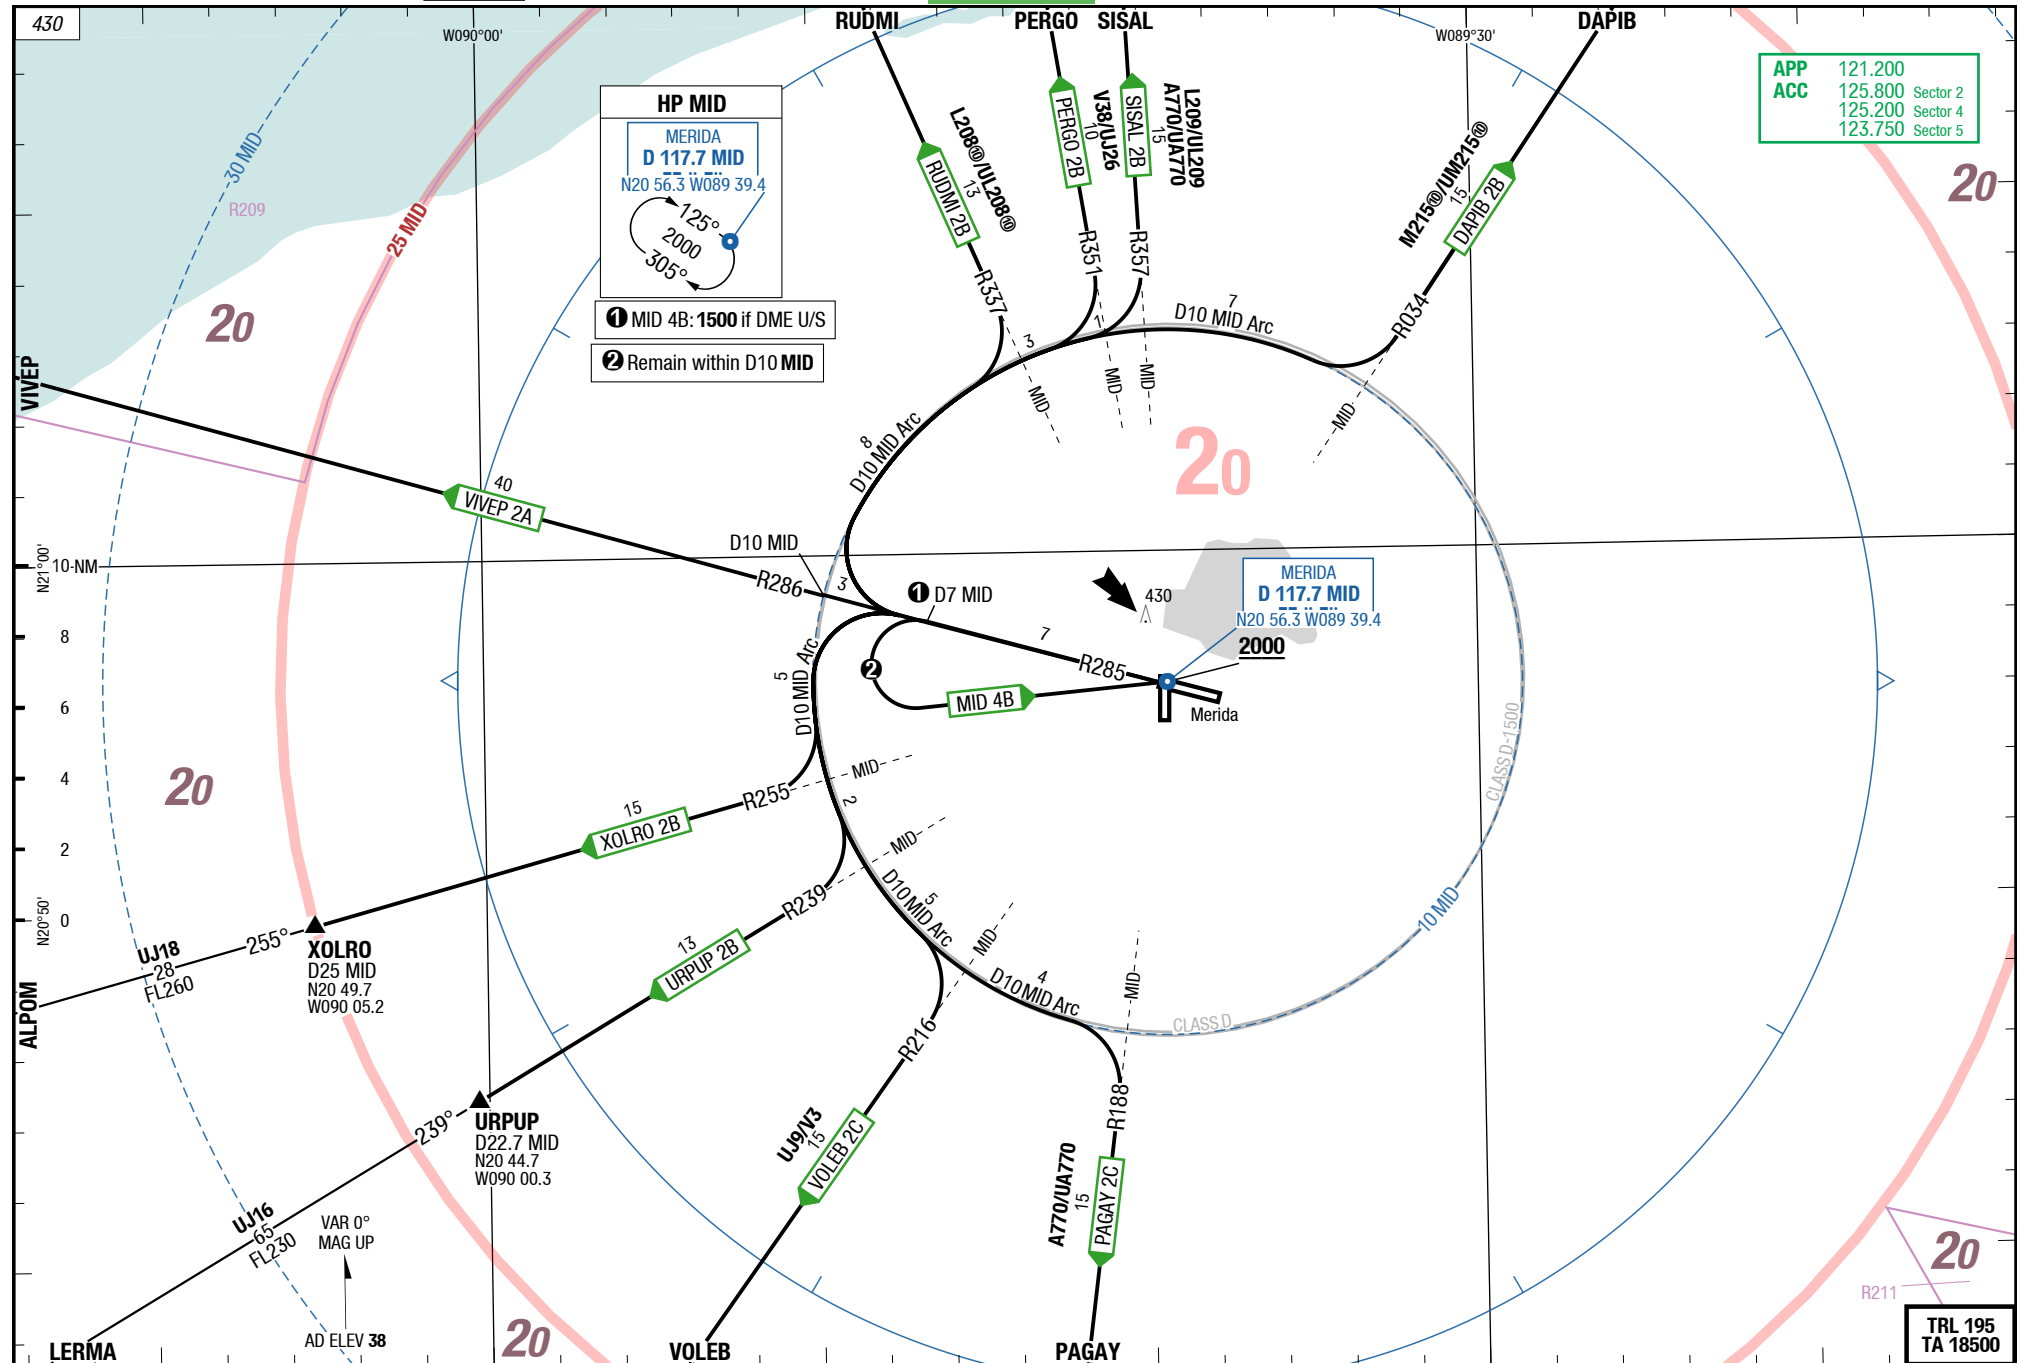 430
RUDMI
PERGO
SISAL
DAPIB
W090°00'
W089°30'
APP 121.200
ACC 125.800 Sector 2
125.200 Sector 4
123.750 Sector 5
HP MID
MERIDA
D 117.7 MID
N20 56.3 W089 39.4
125°
2000
305°
❶ MID 4B: 1500 if DME U/S
❷ Remain within D10 MID
30 MID
R209
25 MID
20
20
L208⑩/UL208⑩
13
RUDMI 2B
R337
V38/UJ26
10
PERGO 2B
R351
L209/UL209
A770/UA770
15
SISAL 2B
R357
M215⑩/UM215⑩
15
DAPIB 2B
R034
7
D10 MID Arc
3
1
MID
MID
MID
MID
8
D10 MID Arc
20
VIVEP
40
VIVEP 2A
D10 MID
R286
3
❶ D7 MID
7
R285
430
MERIDA
D 117.7 MID
N20 56.3 W089 39.4
2000
Merida
❷
MID 4B
N21°00'
10-NM
8
6
4
2
0
N20°50'
5
D10 MID Arc
MID
R255
15
XOLRO 2B
2
MID
R239
13
URPUP 2B
5
D10 MID Arc
MID
R216
4
D10 MID Arc
MID
R188
CLASS D
CLASS D-1500
10 MID
20
XOLRO
D25 MID
N20 49.7
W090 05.2
255°
UJ18
28
FL260
ALPOM
URPUP
D22.7 MID
N20 44.7
W090 00.3
239°
UJ16
65
FL230
LERMA
VAR 0°
MAG UP
AD ELEV 38
20
UJ9/V3
15
VOLEB 2C
VOLEB
A770/UA770
15
PAGAY 2C
PAGAY
20
R211
TRL 195
TA 18500